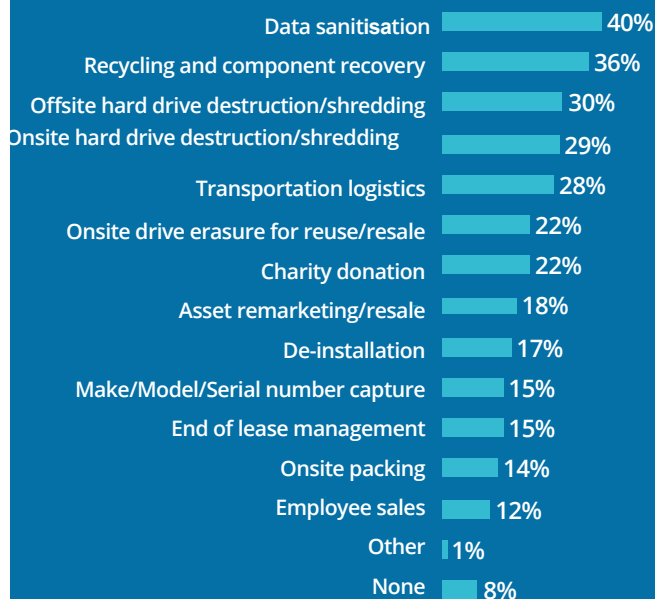 Data sanitisation 40%
Recycling and component recovery 36%
Offsite hard drive destruction/shredding 30%
Onsite hard drive destruction/shredding 29%
Transportation logistics 28%
Onsite drive erasure for reuse/resale 22%
Charity donation 22%
Asset remarketing/resale 18%
De-installation 17%
Make/Model/Serial number capture 15%
End of lease management 15%
Onsite packing 14%
Employee sales 12%
Other 1%
None 8%